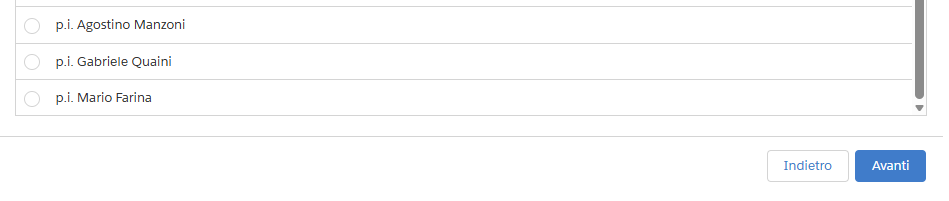 p.i. Agostino Manzoni
p.i. Gabriele Quaini
p.i. Mario Farina
Indietro Avanti